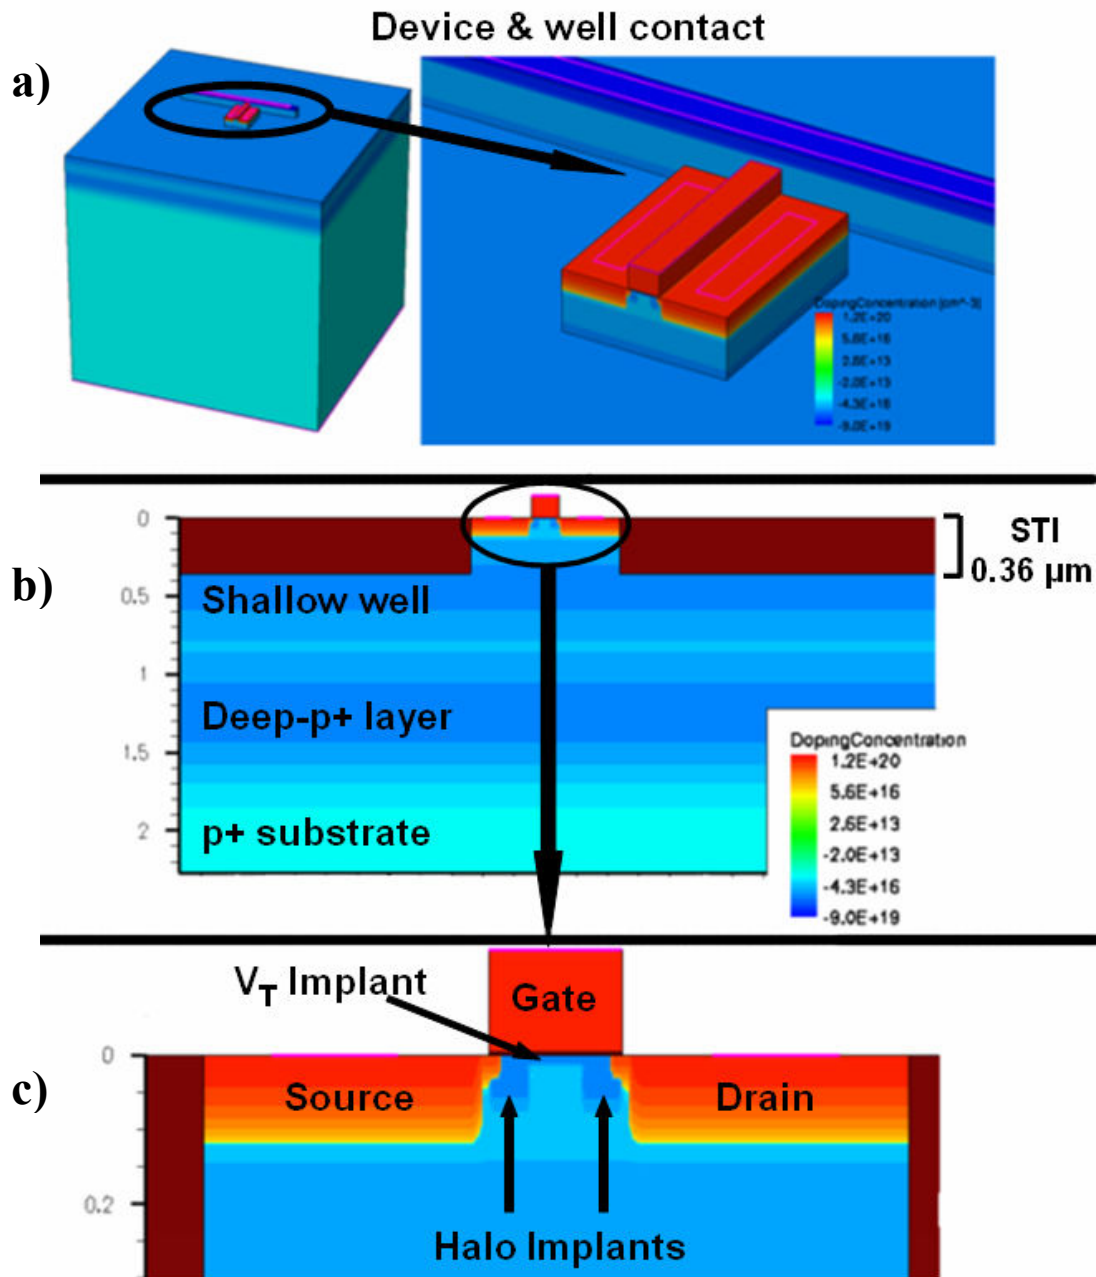 Device & well contact
a)
DopingConcentration [cm^-3]
1.2E+20
5.6E+16
2.6E+13
-2.0E+13
-4.3E+16
-9.0E+19
b)
0
0.5
1
1.5
2
STI
0.36 µm
Shallow well
Deep-p+ layer
p+ substrate
DopingConcentration
1.2E+20
5.6E+16
2.6E+13
-2.0E+13
-4.3E+16
-9.0E+19
c)
VT Implant
Gate
0
0.2
Source
Drain
Halo Implants